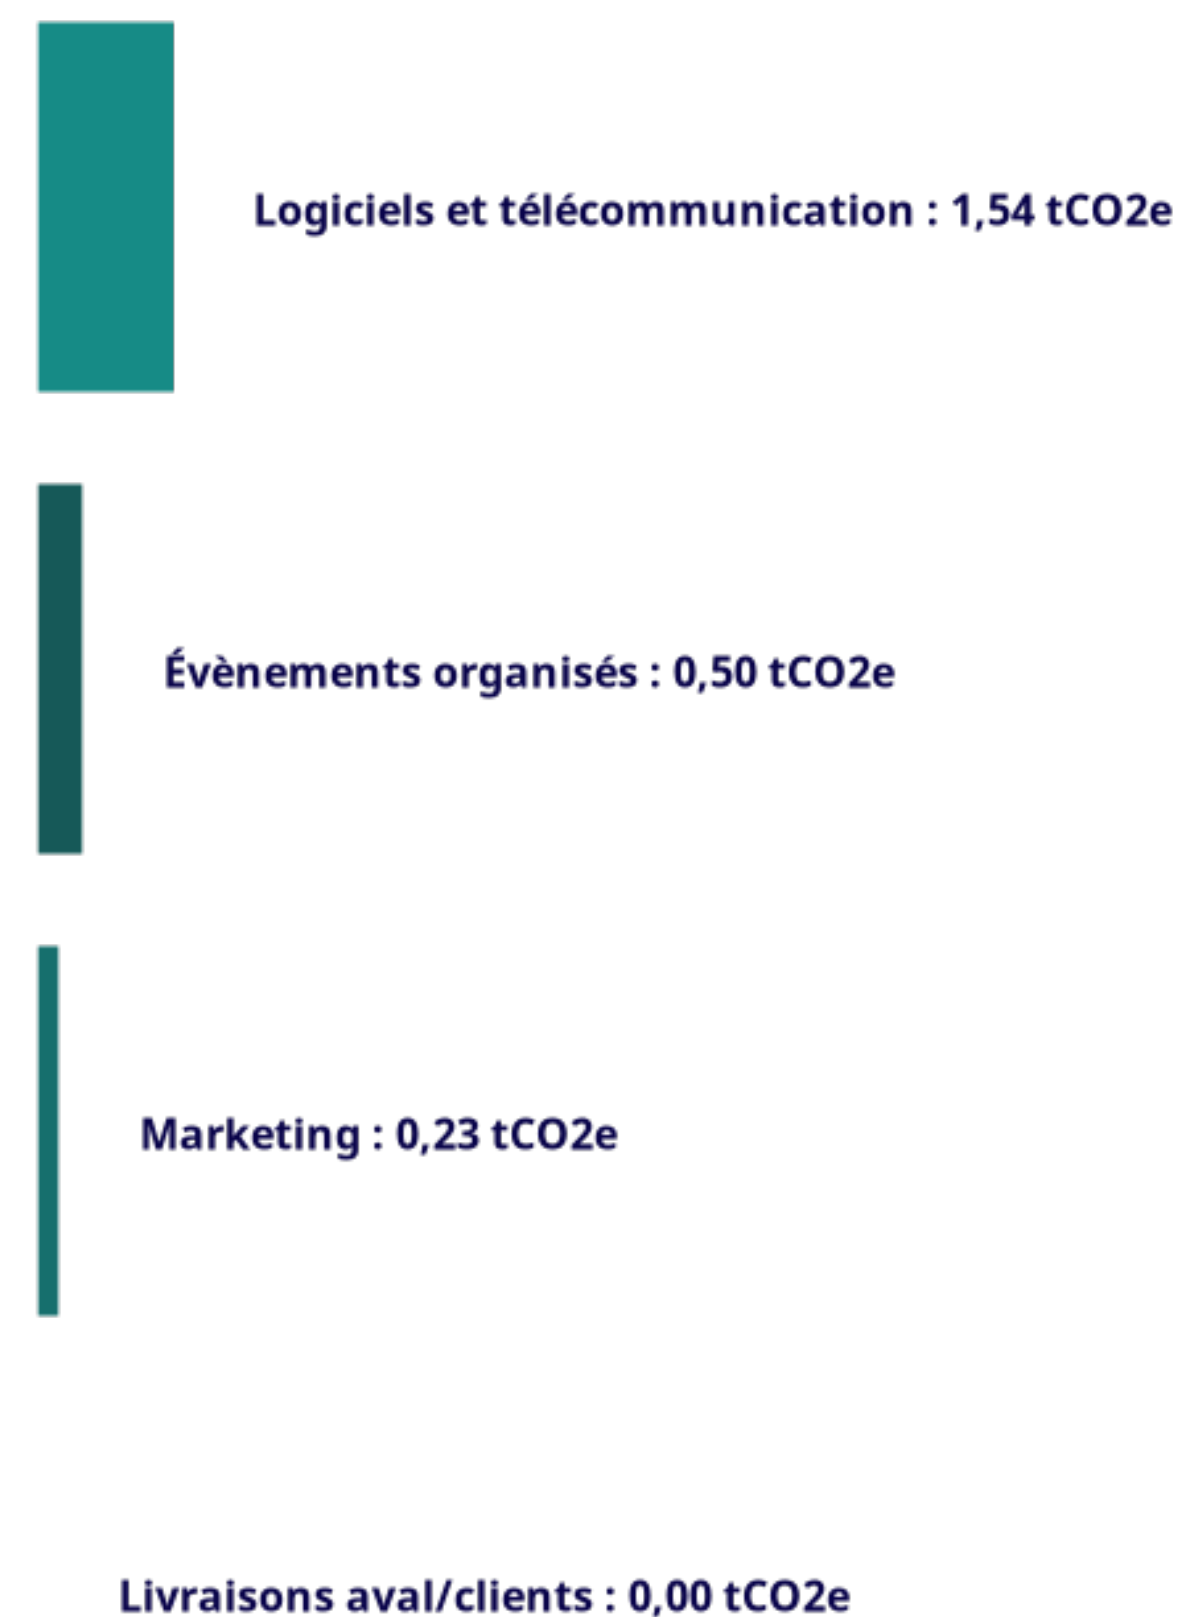 Logiciels et télécommunication : 1,54 tCO2e
Évènements organisés : 0,50 tCO2e
Marketing : 0,23 tCO2e
Livraisons aval/clients : 0,00 tCO2e